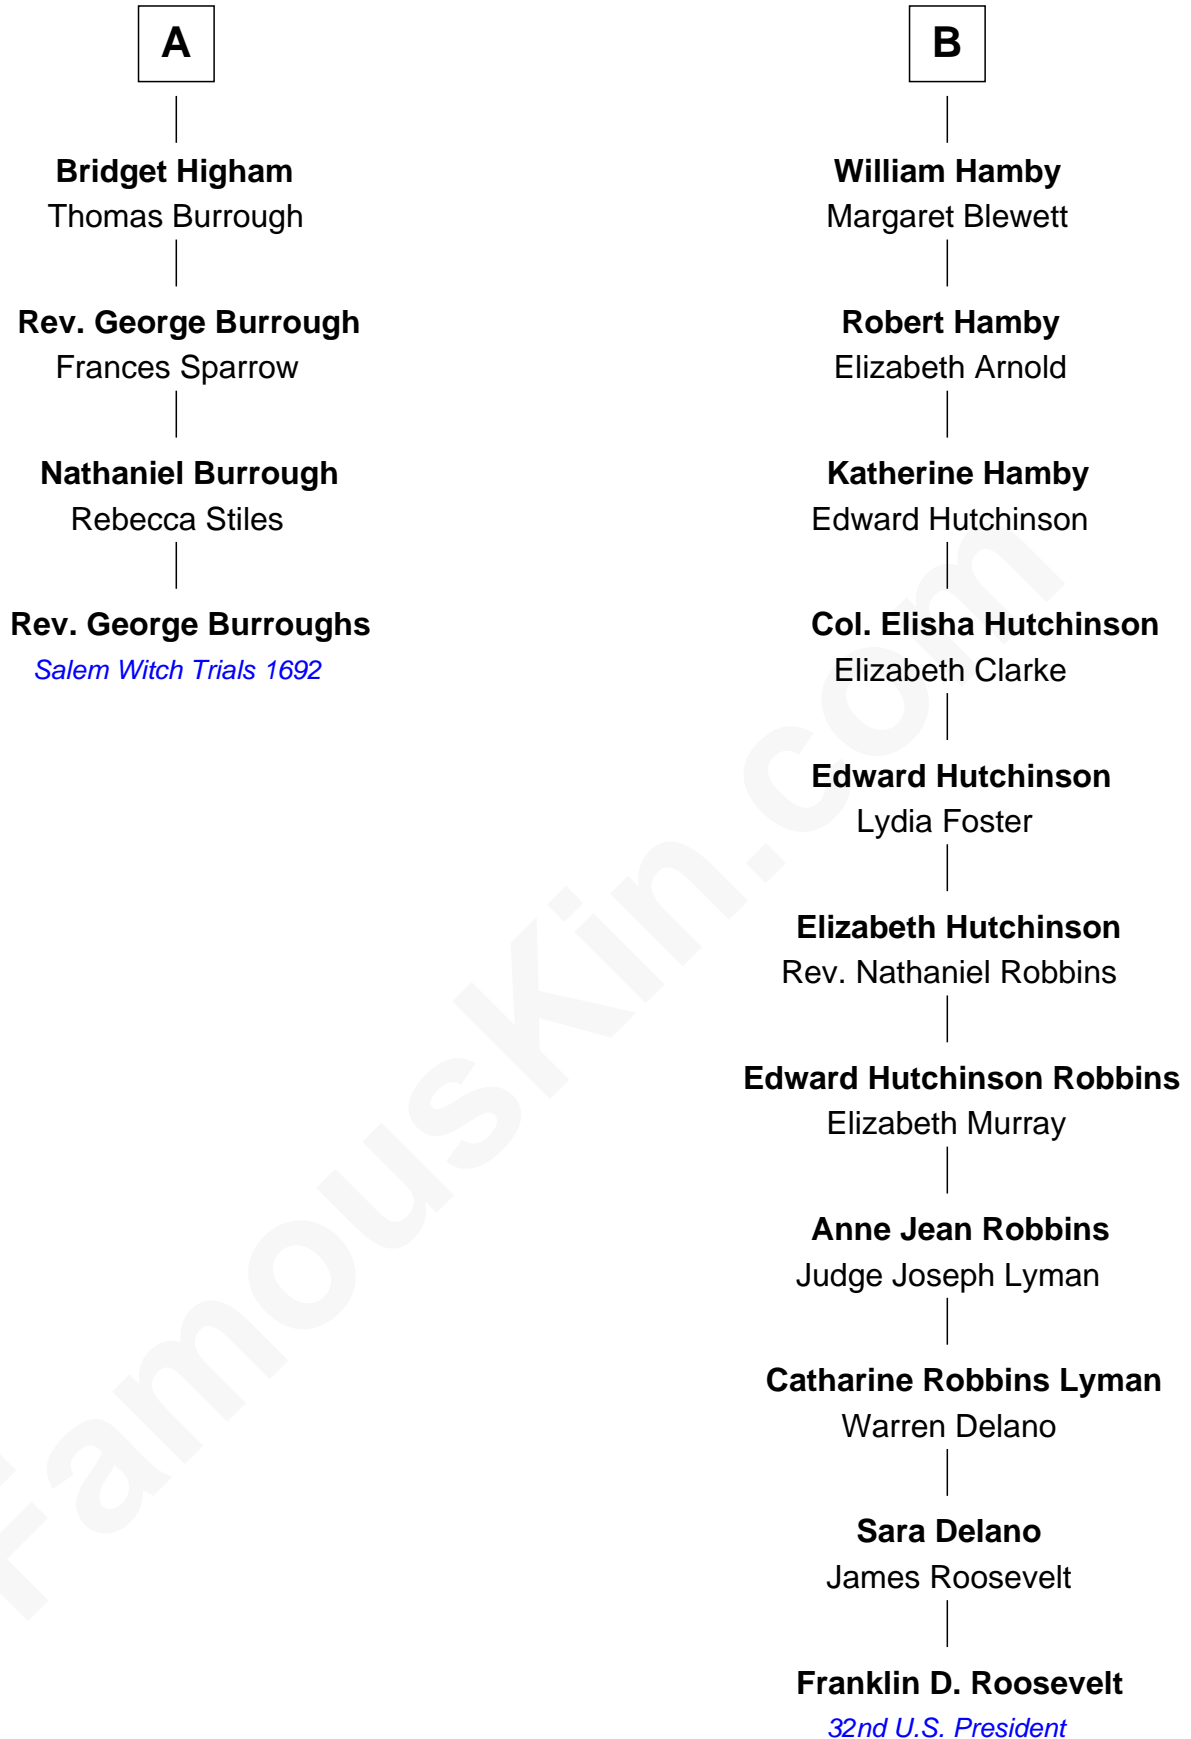 A
Bridget Higham
Thomas Burrough
Rev. George Burrough
Frances Sparrow
Nathaniel Burrough
Rebecca Stiles
Rev. George Burroughs
Salem Witch Trials 1692
B
William Hamby
Margaret Blewett
Robert Hamby
Elizabeth Arnold
Katherine Hamby
Edward Hutchinson
Col. Elisha Hutchinson
Elizabeth Clarke
Edward Hutchinson
Lydia Foster
Elizabeth Hutchinson
Rev. Nathaniel Robbins
Edward Hutchinson Robbins
Elizabeth Murray
Anne Jean Robbins
Judge Joseph Lyman
Catharine Robbins Lyman
Warren Delano
Sara Delano
James Roosevelt
Franklin D. Roosevelt
32nd U.S. President
FamousKin.com